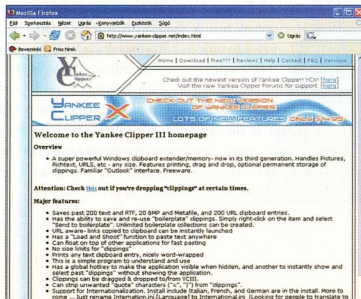 Mozilla Firefox
Fájl Szerkesztés Nézet Ugrás Könyvjelzők Eszközök Súgó
http://www.yankee-clipper.net/index.html
Ugrás
Bevezetés Friss hírek
Home | Download | Free??? | Reviews | Help | Contact | FAQ | Versions
Check out the newest version of Yankee Clipper YCX! [here]
Visit the new Yankee Clipper Forums for support [here]
YANKEE CLIPPER X
CHECK OUT THE NEW VERSION
OF YANKEE CLIPPER
LOTS OF NEW FEATURES ONLY
Welcome to the Yankee Clipper III homepage
Overview
• A super powerful Windows clipboard extender/memory- now in its third generation. Handles Pictures,
Richtext, URLS, etc - any size. Features printing, drag and drop, optional permanent storage of
clippings. Familiar "Outlook" interface. Freeware.
Attention: Check this out if you're dropping "clippings" at certain times.
Major features:
• Saves past 200 text and RTF, 20 BMP and Metafile, and 200 URL clipboard entries.
• Has the ability to save and re-use "boilerplate" clippings. Simply right-click on the item and select
"Send to boilerplate". Unlimited boilerplate collections can be created.
• URL aware- links copied to clipboard can be instantly launched
• Has a "Load and Shoot" function to paste text anywhere
• Can float on top of other applications for fast pasting
• No size limits for "clippings"
• Prints any text clipboard entry, nicely word-wrapped
• This is a simple program to understand and use
• Has a global hotkey to make the application visible when hidden, and another to instantly show and
select past "clippings" without showing the application.
• Clippings can be dragged & dropped to/from YCIII.
• Can strip unwanted "quote" characters ("<", "|") from "clippings".
• Support for Internationalization. Install include Italian, French, and German are in the install. More to
come ... Just rename Internation.ini.[Language] to International.ini (Looking for people to translate to